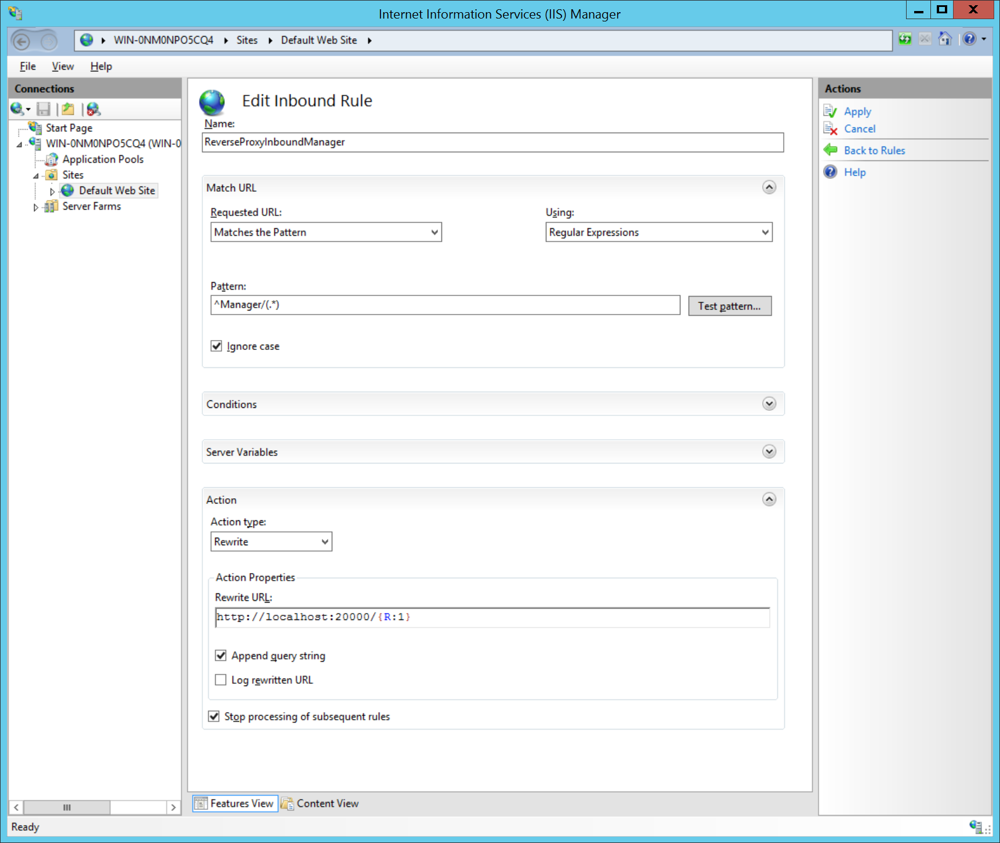 Internet Information Services (IIS) Manager
WIN-0NM0NPO5CQ4
Sites
Default Web Site
File
View
Help
Connections
Start Page
WIN-0NM0NPO5CQ4 (WIN-0
Application Pools
Sites
Default Web Site
Server Farms
Edit Inbound Rule
Name:
ReverseProxyInboundManager
Match URL
Requested URL:
Using:
Matches the Pattern
Regular Expressions
Pattern:
^Manager/(.*)
Test pattern...
Ignore case
Conditions
Server Variables
Action
Action type:
Rewrite
Action Properties
Rewrite URL:
http://localhost:20000/{R:1}
Append query string
Log rewritten URL
Stop processing of subsequent rules
Features View
Content View
Actions
Apply
Cancel
Back to Rules
Help
Ready